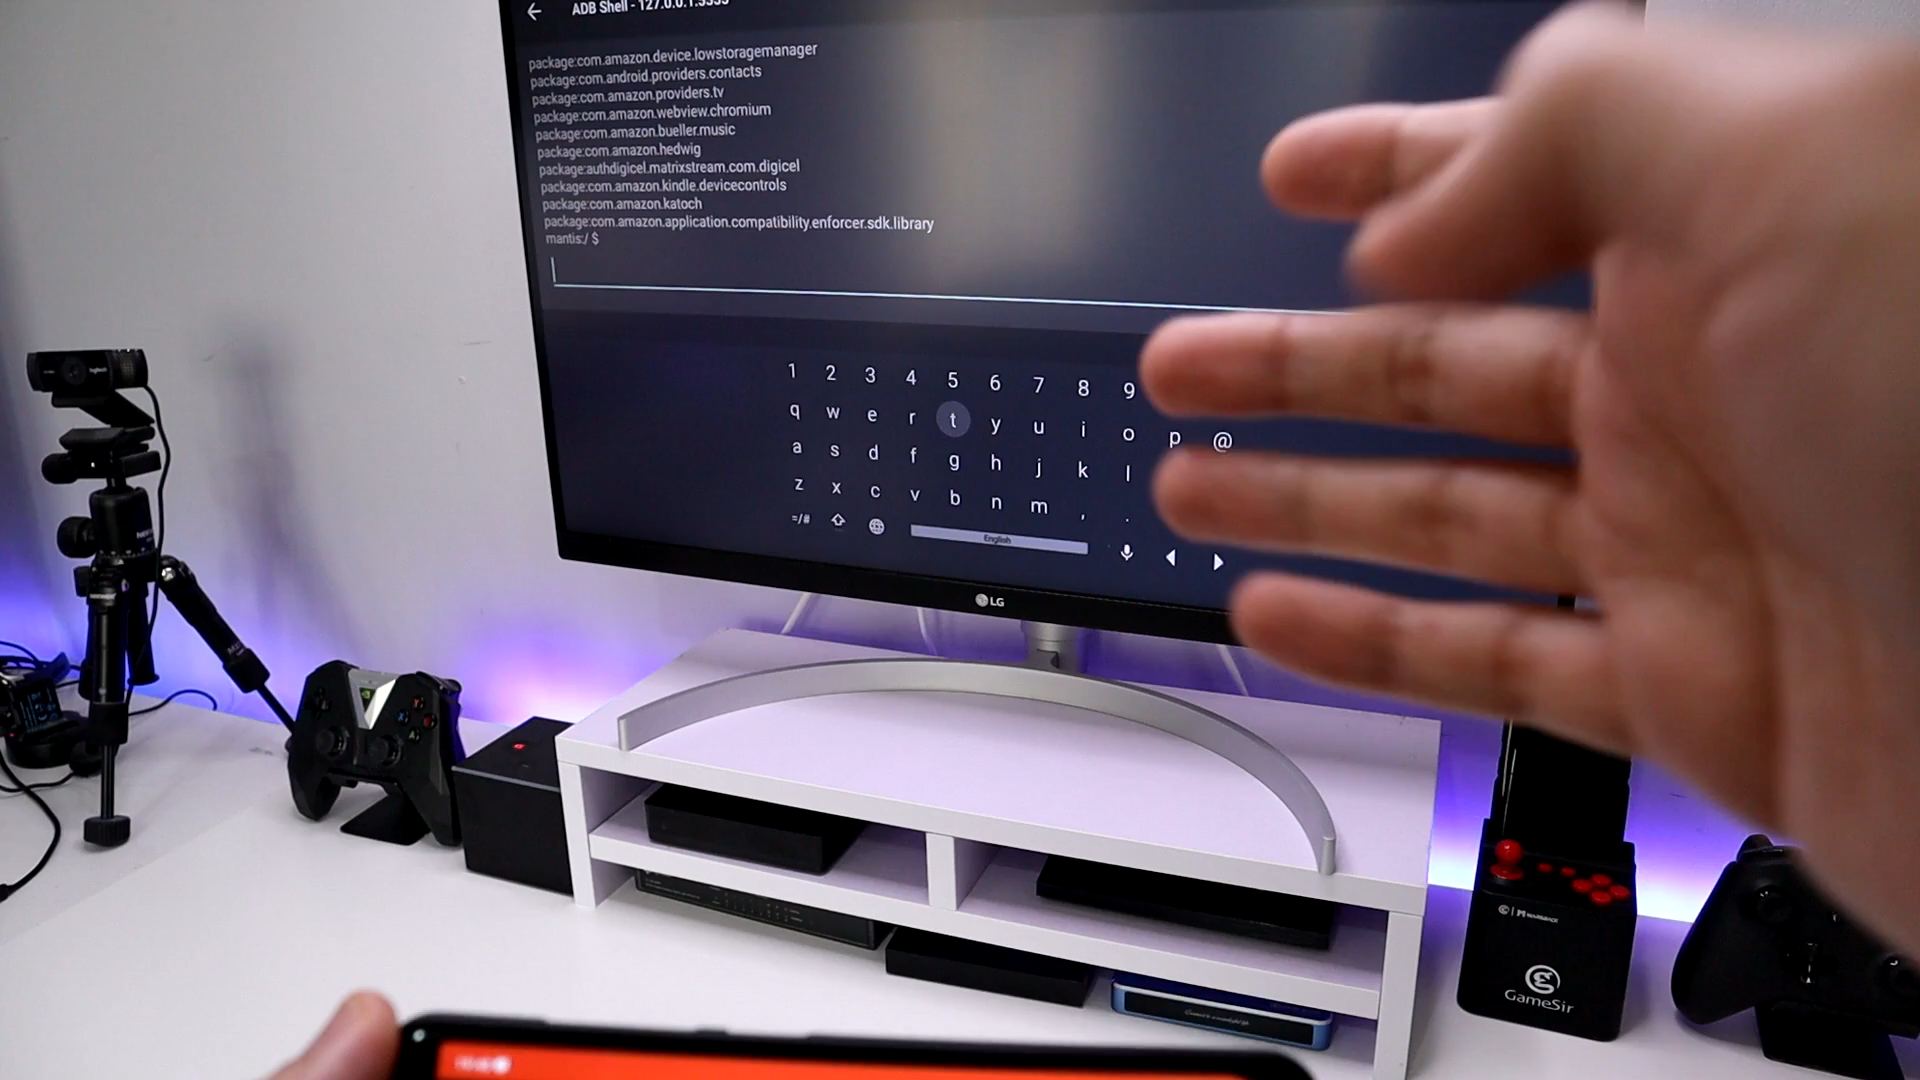 ADB Shell - 127.0.0.1:5555
package:com.amazon.device.lowstoragemanager
package:com.android.providers.contacts
package:com.amazon.providers.tv
package:com.amazon.webview.chromium
package:com.amazon.bueller.music
package:com.amazon.hedwig
package:authdigicel.matrixstream.com.digicel
package:com.amazon.kindle.devicecontrols
package:com.amazon.katoch
package:com.amazon.application.compatibility.enforcer.sdk.library
mantis:/ $
1 2 3 4 5 6 7 8 9
q w e r t y u i o p @
a s d f g h j k l
z x c v b n m , .
=/# English
LG
logitech
GameSir